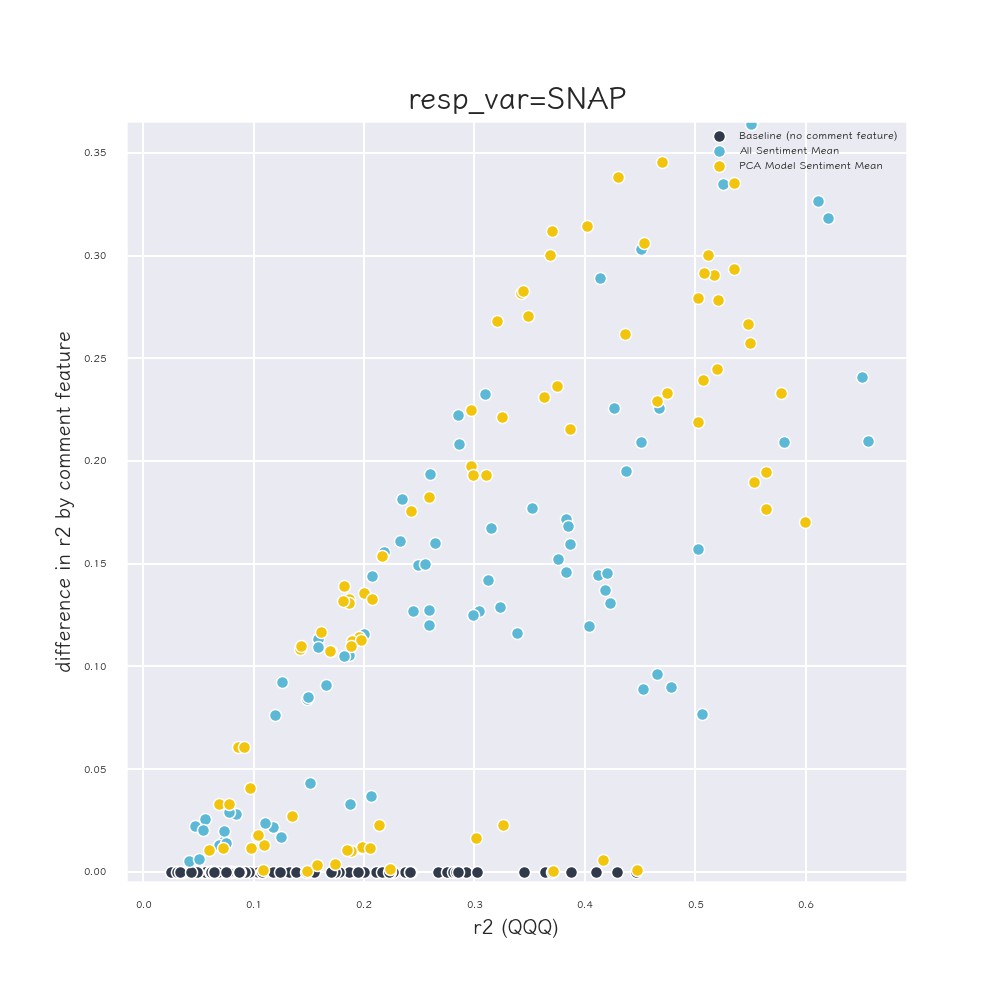 resp_var=SNAP
Baseline (no comment feature)
All Sentiment Mean
PCA Model Sentiment Mean
difference in r2 by comment feature
0.35
0.30
0.25
0.20
0.15
0.10
0.05
0.00
0.0 0.1 0.2 0.3 0.4 0.5 0.6
r2 (QQQ)